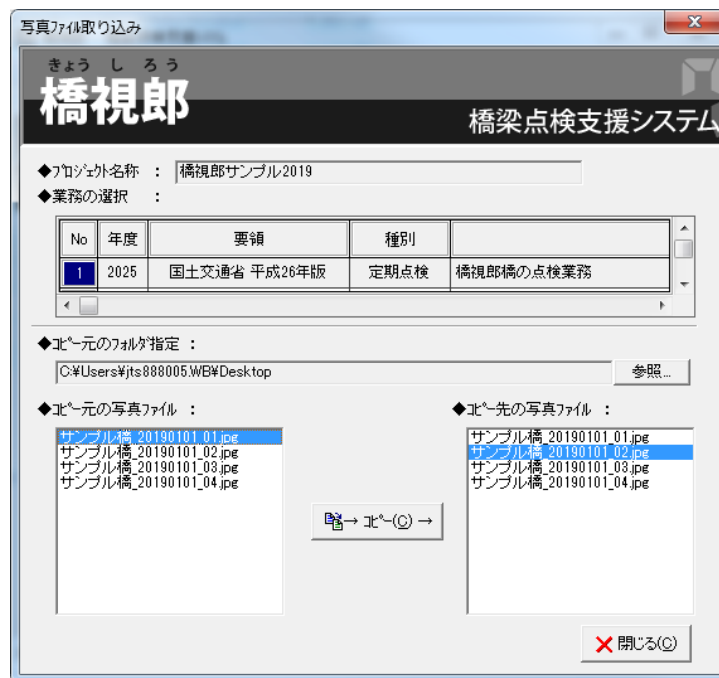 写真ﾌｧｲﾙ取り込み
きょう し ろう
橋視郎
橋梁点検支援システム
◆ﾌﾟﾛｼﾞｪｸﾄ名称 ： 橋視郎サンプル2019
◆業務の選択 ：
No 年度 要領 種別
1 2025 国土交通省 平成26年版 定期点検 橋視郎橋の点検業務
◆ｺﾋﾟｰ元のﾌｫﾙﾀﾞ指定 ：
C:¥Users¥jts888005.WB¥Desktop 参照...
◆ｺﾋﾟｰ元の写真ﾌｧｲﾙ ： ◆ｺﾋﾟｰ先の写真ﾌｧｲﾙ ：
サンプル橋_20190101_01.jpg サンプル橋_20190101_01.jpg
サンプル橋_20190101_02.jpg サンプル橋_20190101_02.jpg
サンプル橋_20190101_03.jpg サンプル橋_20190101_03.jpg
サンプル橋_20190101_04.jpg サンプル橋_20190101_04.jpg
→ ｺﾋﾟｰ(C) →
閉じる(C)